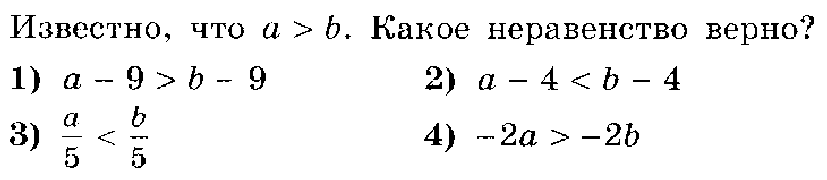 Известно, что a > b. Какое неравенство верно?
1) a − 9 > b − 9 2) a − 4 < b − 4
3) a/5 < b/5 4) −2a > −2b